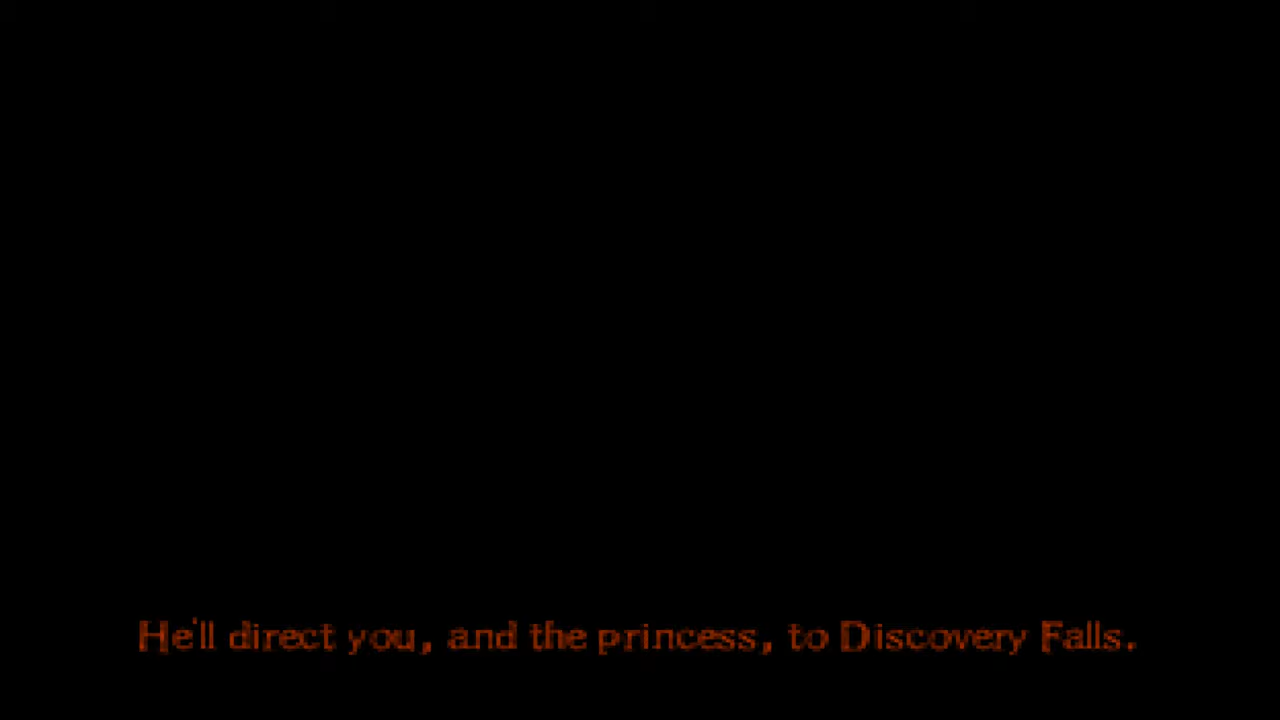 He'll direct you, and the princess, to Discovery Falls.